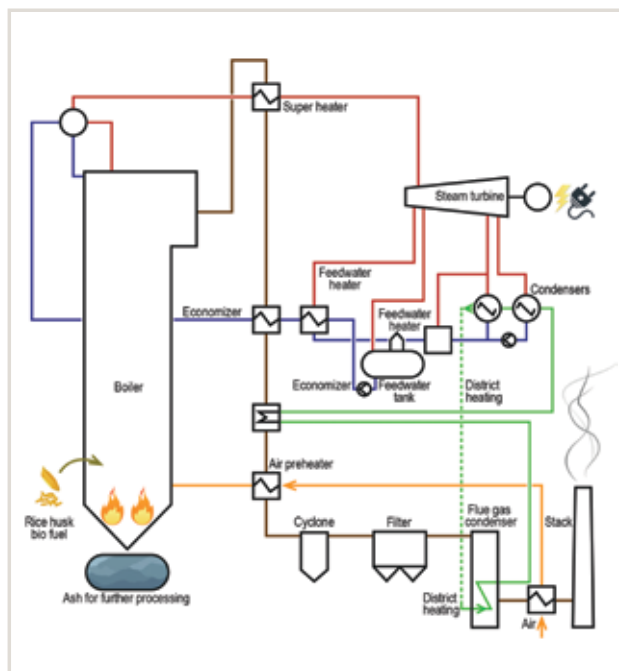 Super heater
Steam turbine
Feedwater
heater
Condensers
Economizer
Feedwater
heater
Economizer
Feedwater
tank
District
heating
Boiler
Air preheater
Rice husk
bio fuel
Cyclone
Filter
Flue gas
condenser
Stack
Ash for further processing
District
heating
Air